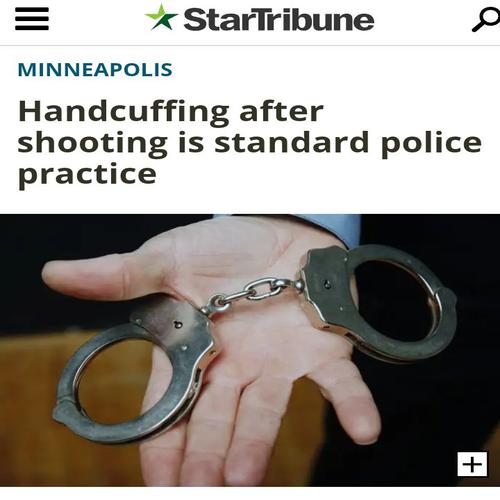 StarTribune
MINNEAPOLIS
Handcuffing after
shooting is standard police
practice